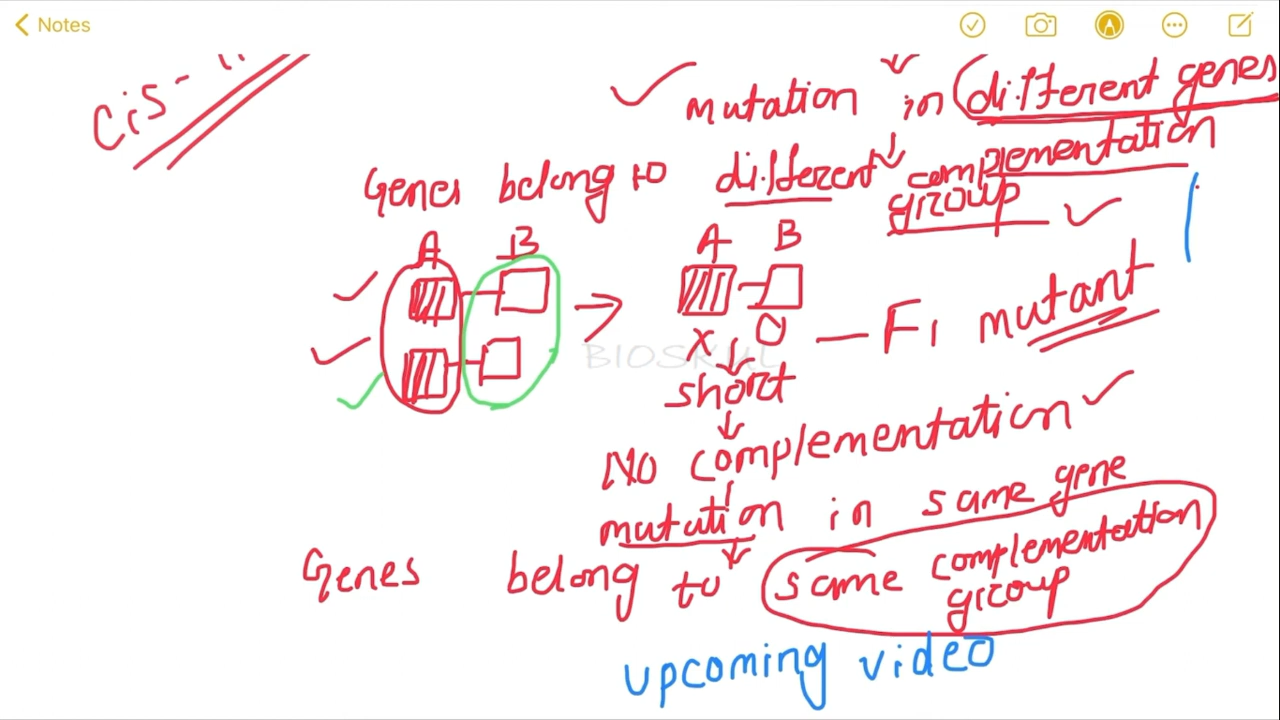 Notes
Cis-
mutation in different genes
Genes belong to different complementation
group
A B
A B
X O
— F1 mutant
short
No complementation
mutation in same gene
Genes belong to same complementation
group
upcoming video
BIOSKUL